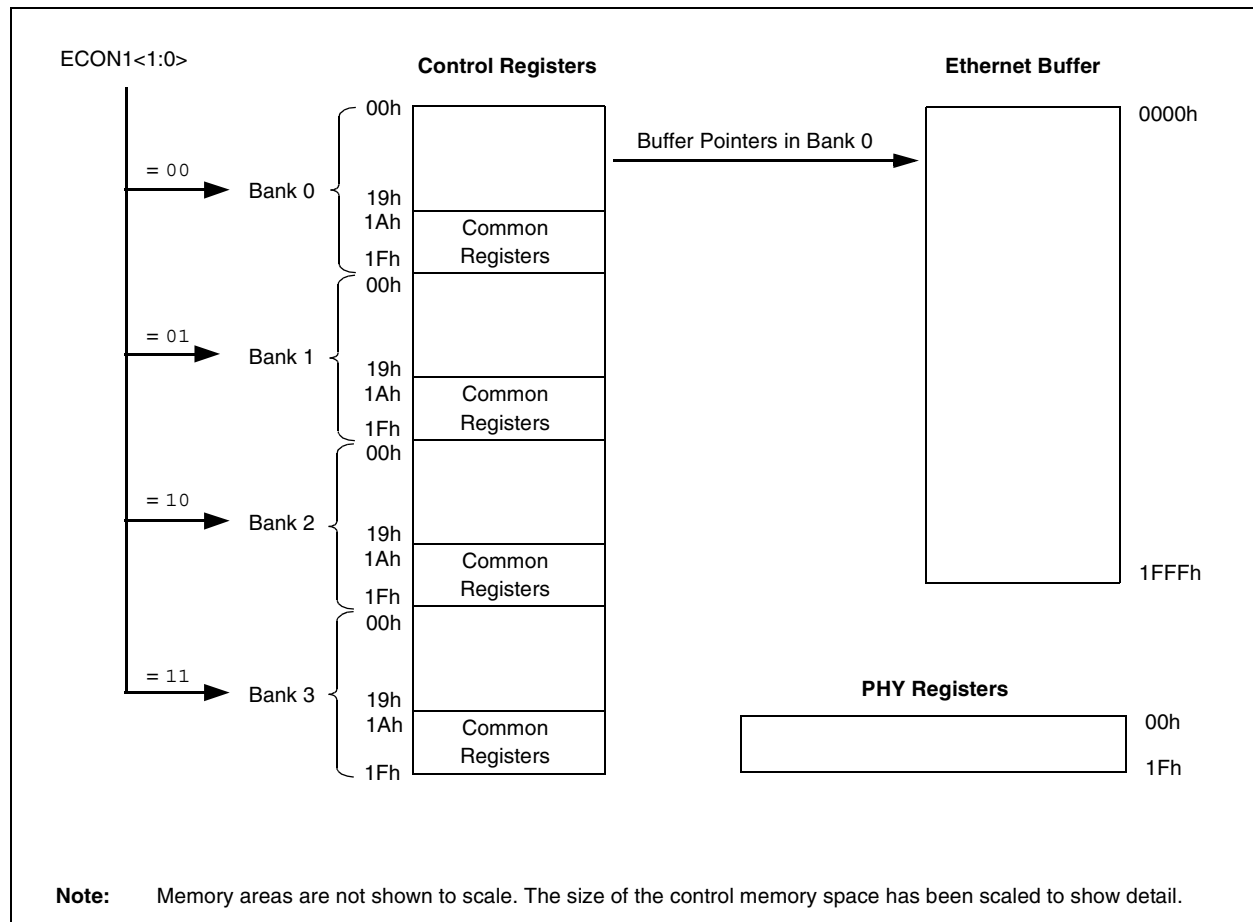 ECON1<1:0>
Control Registers
Ethernet Buffer
00h
0000h
Buffer Pointers in Bank 0
= 00
Bank 0
19h
1Ah
Common
Registers
1Fh
00h
= 01
Bank 1
19h
1Ah
Common
Registers
1Fh
00h
= 10
Bank 2
19h
1Ah
Common
Registers
1Fh
1FFFh
00h
= 11
Bank 3
19h
1Ah
Common
Registers
1Fh
PHY Registers
00h
1Fh
Note: Memory areas are not shown to scale. The size of the control memory space has been scaled to show detail.